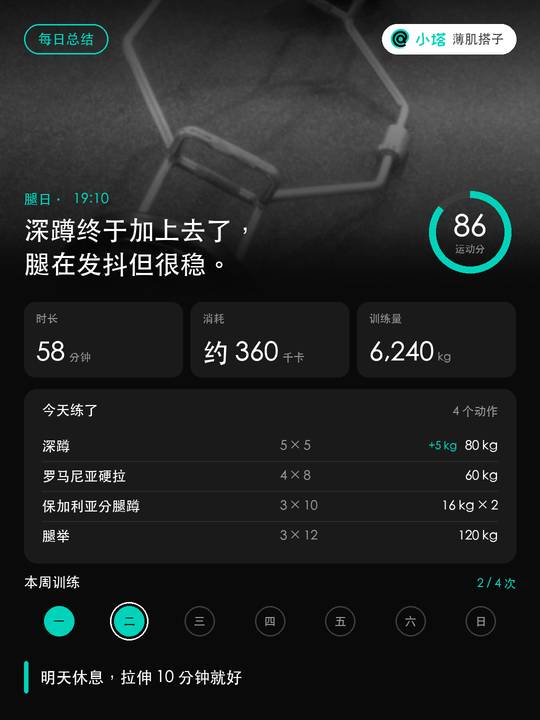 每日总结
小塔 薄肌搭子
腿日· 19:10
深蹲终于加上去了，
腿在发抖但很稳。
86
运动分
时长
58 分钟
消耗
约 360 千卡
训练量
6,240 kg
今天练了 4 个动作
深蹲 5×5 +5 kg 80 kg
罗马尼亚硬拉 4×8 60 kg
保加利亚分腿蹲 3×10 16 kg × 2
腿举 3×12 120 kg
本周训练 2 / 4 次
一 二 三 四 五 六 日
明天休息，拉伸 10 分钟就好